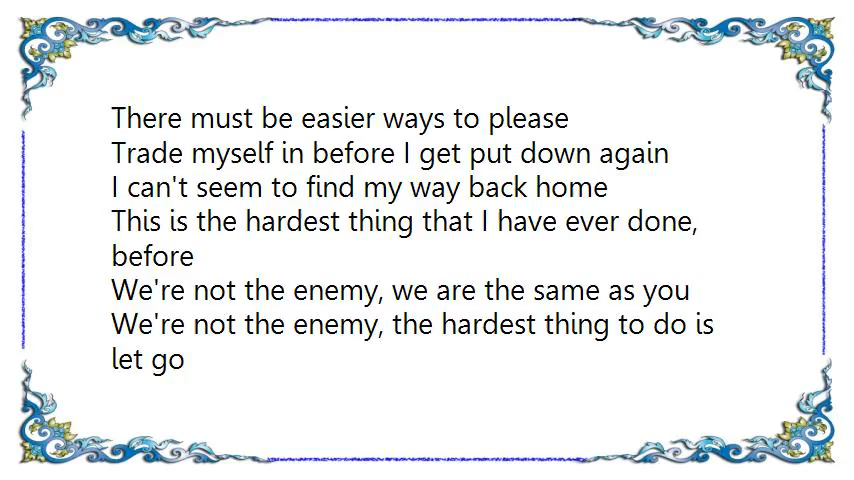 There must be easier ways to please
Trade myself in before I get put down again
I can't seem to find my way back home
This is the hardest thing that I have ever done,
before
We're not the enemy, we are the same as you
We're not the enemy, the hardest thing to do is
let go